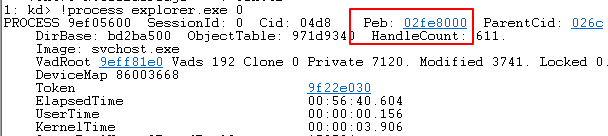 1: kd> !process explorer.exe 0
PROCESS 9ef05600  SessionId: 0  Cid: 04d8    Peb: 02fe8000  ParentCid: 026c
    DirBase: bd2ba500  ObjectTable: 971d9340  HandleCount: 611.
    Image: svchost.exe
    VadRoot 9eff81e0 Vads 192 Clone 0 Private 7120. Modified 3741. Locked 0.
    DeviceMap 86003668
    Token                             9f22e030
    ElapsedTime                       00:56:40.604
    UserTime                          00:00:00.156
    KernelTime                        00:00:03.906